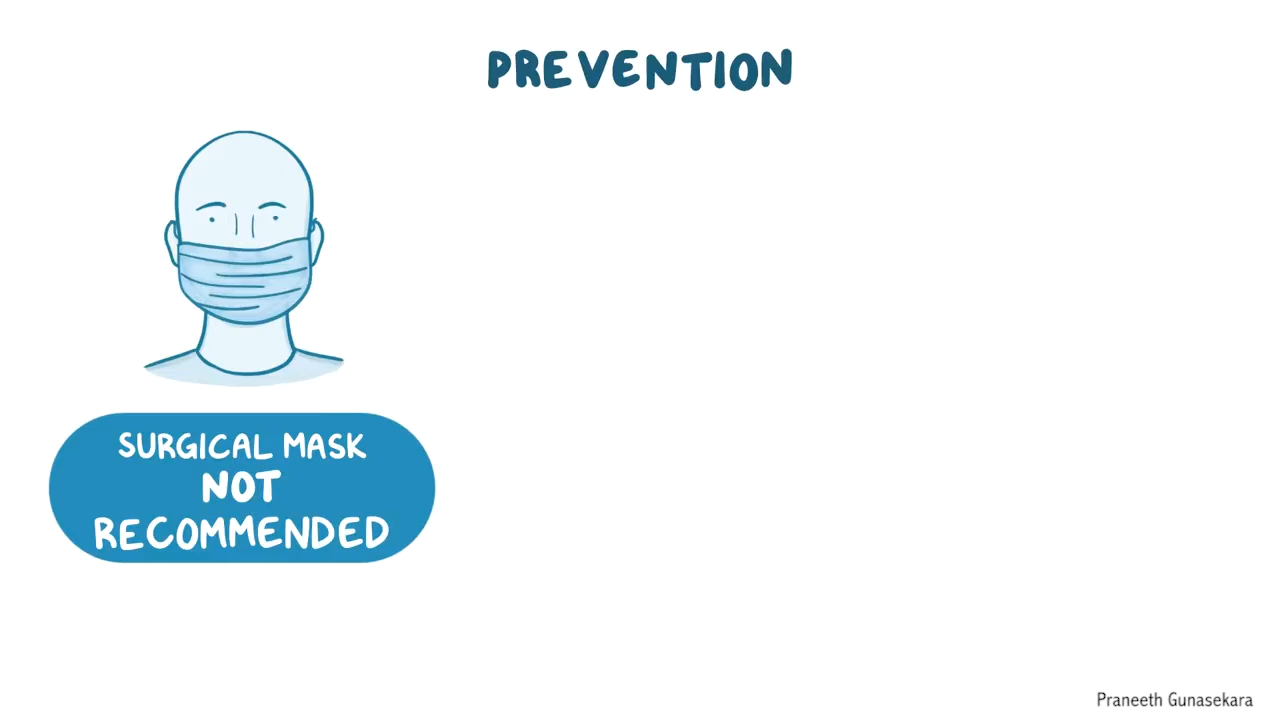 PREVENTION
SURGICAL MASK
NOT
RECOMMENDED
Praneeth Gunasekara